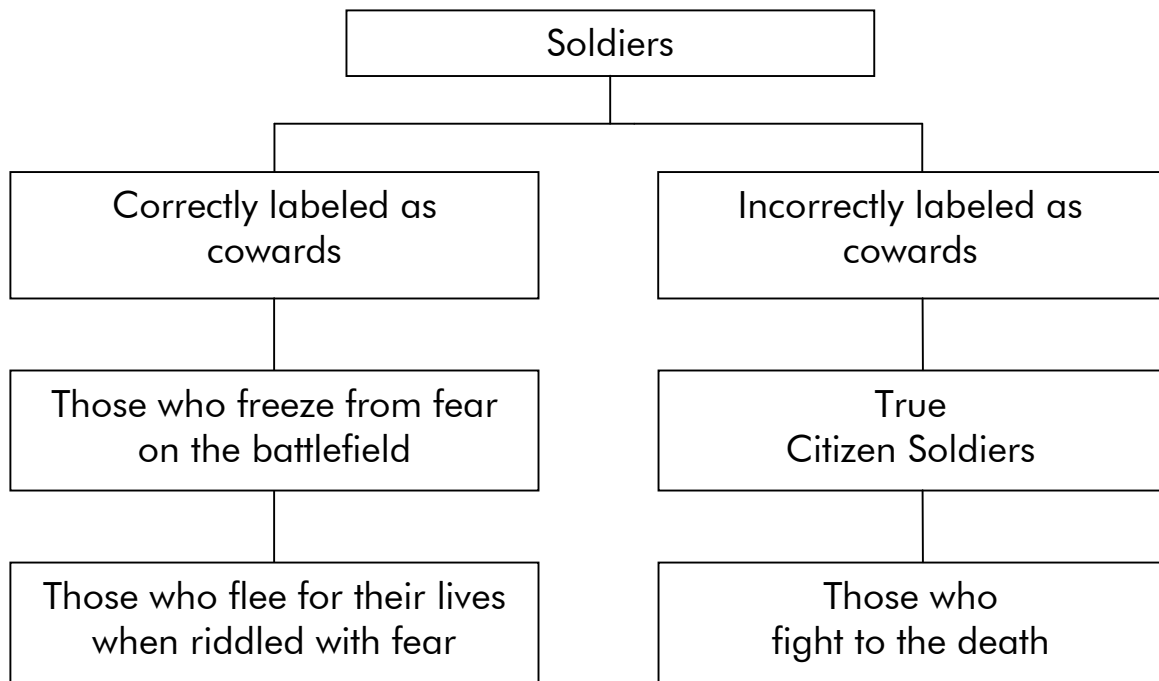 Soldiers
Correctly labeled as
cowards
Incorrectly labeled as
cowards
Those who freeze from fear
on the battlefield
True
Citizen Soldiers
Those who flee for their lives
when riddled with fear
Those who
fight to the death